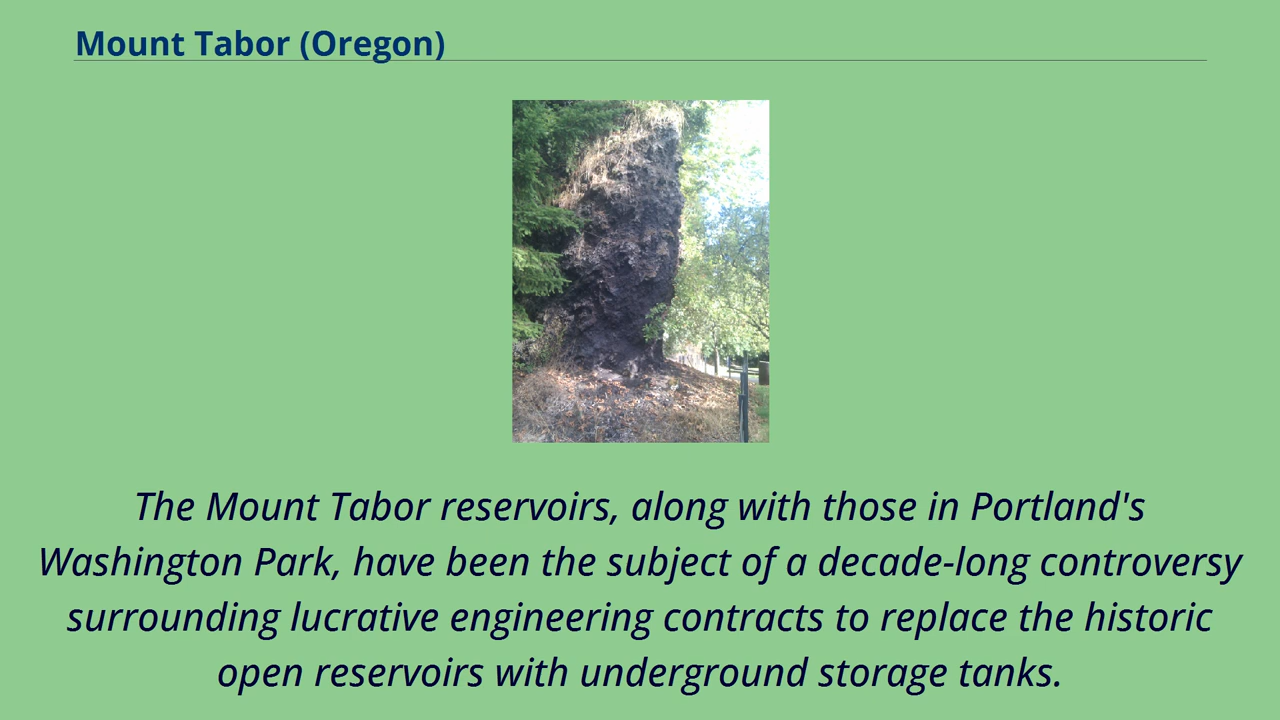 Mount Tabor (Oregon)
The Mount Tabor reservoirs, along with those in Portland's
Washington Park, have been the subject of a decade-long controversy
surrounding lucrative engineering contracts to replace the historic
open reservoirs with underground storage tanks.